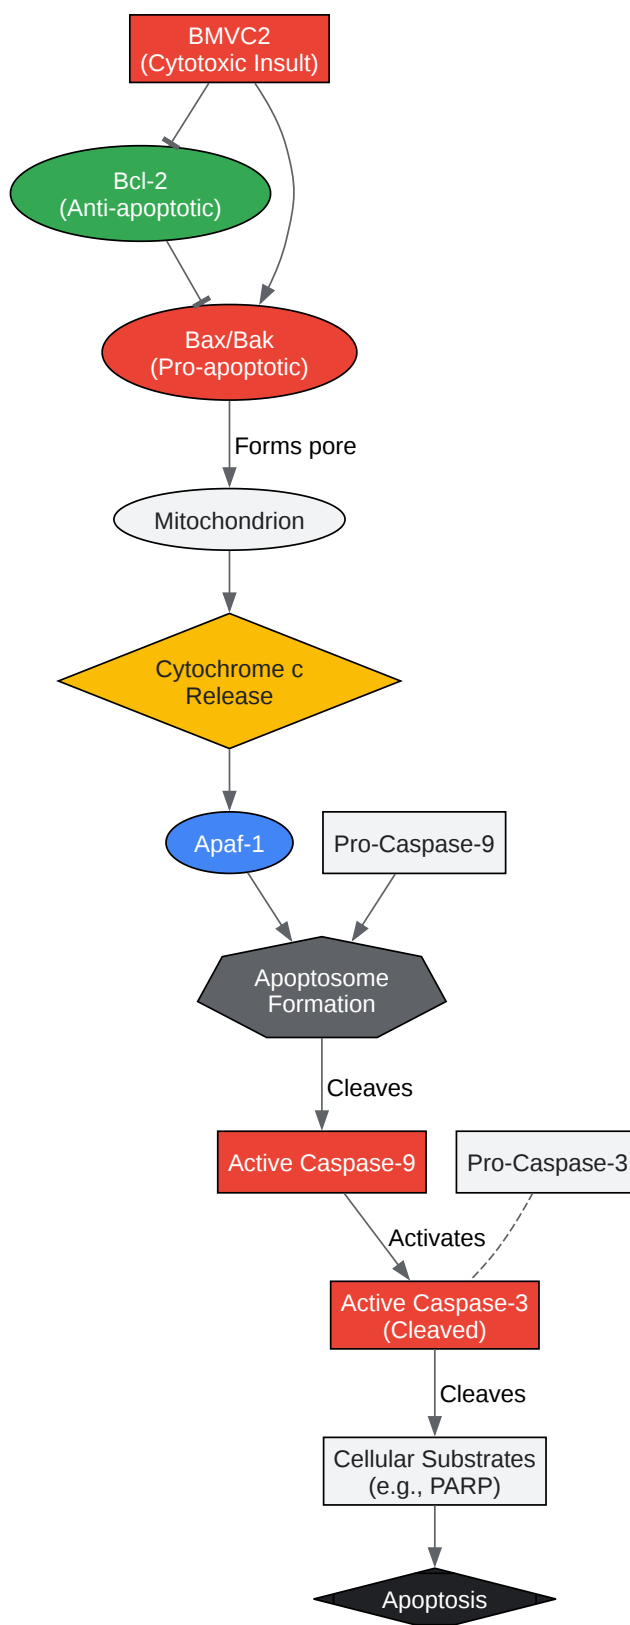 BMVC2
(Cytotoxic Insult)
Bcl-2
(Anti-apoptotic)
Bax/Bak
(Pro-apoptotic)
Forms pore
Mitochondrion
Cytochrome c
Release
Apaf-1
Pro-Caspase-9
Apoptosome
Formation
Cleaves
Active Caspase-9
Pro-Caspase-3
Activates
Active Caspase-3
(Cleaved)
Cleaves
Cellular Substrates
(e.g., PARP)
Apoptosis